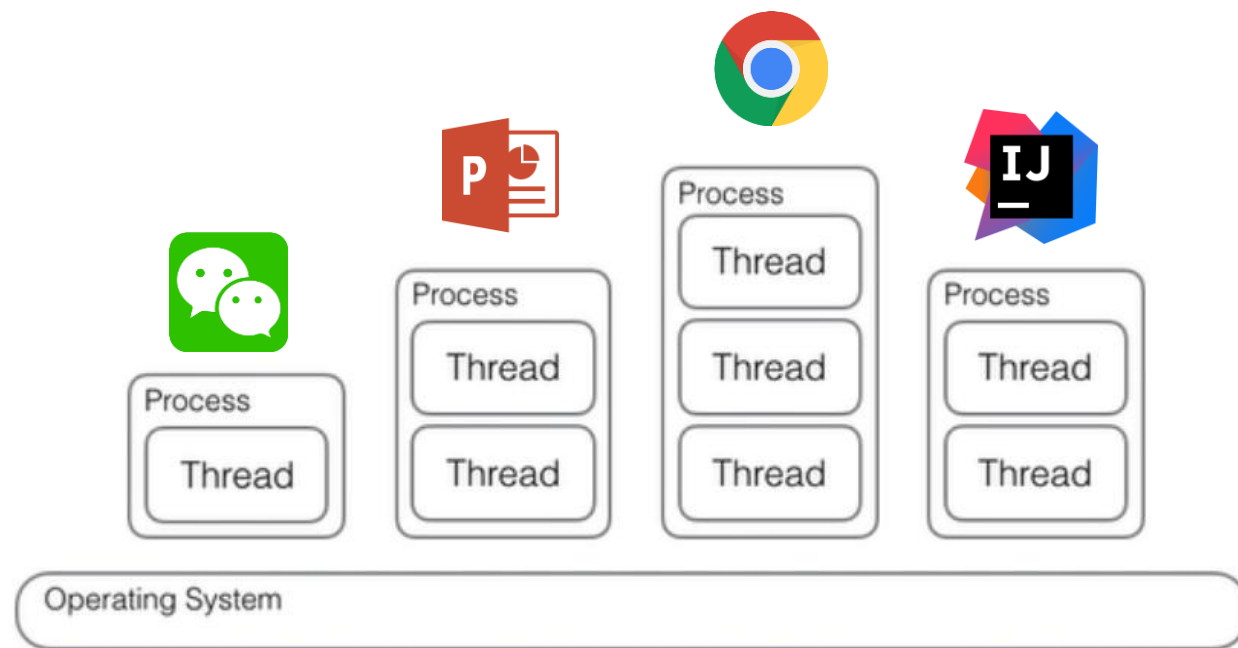 Process
Thread
P
Process
Thread
Thread
Process
Thread
Thread
Thread
IJ
Process
Thread
Thread
Operating System